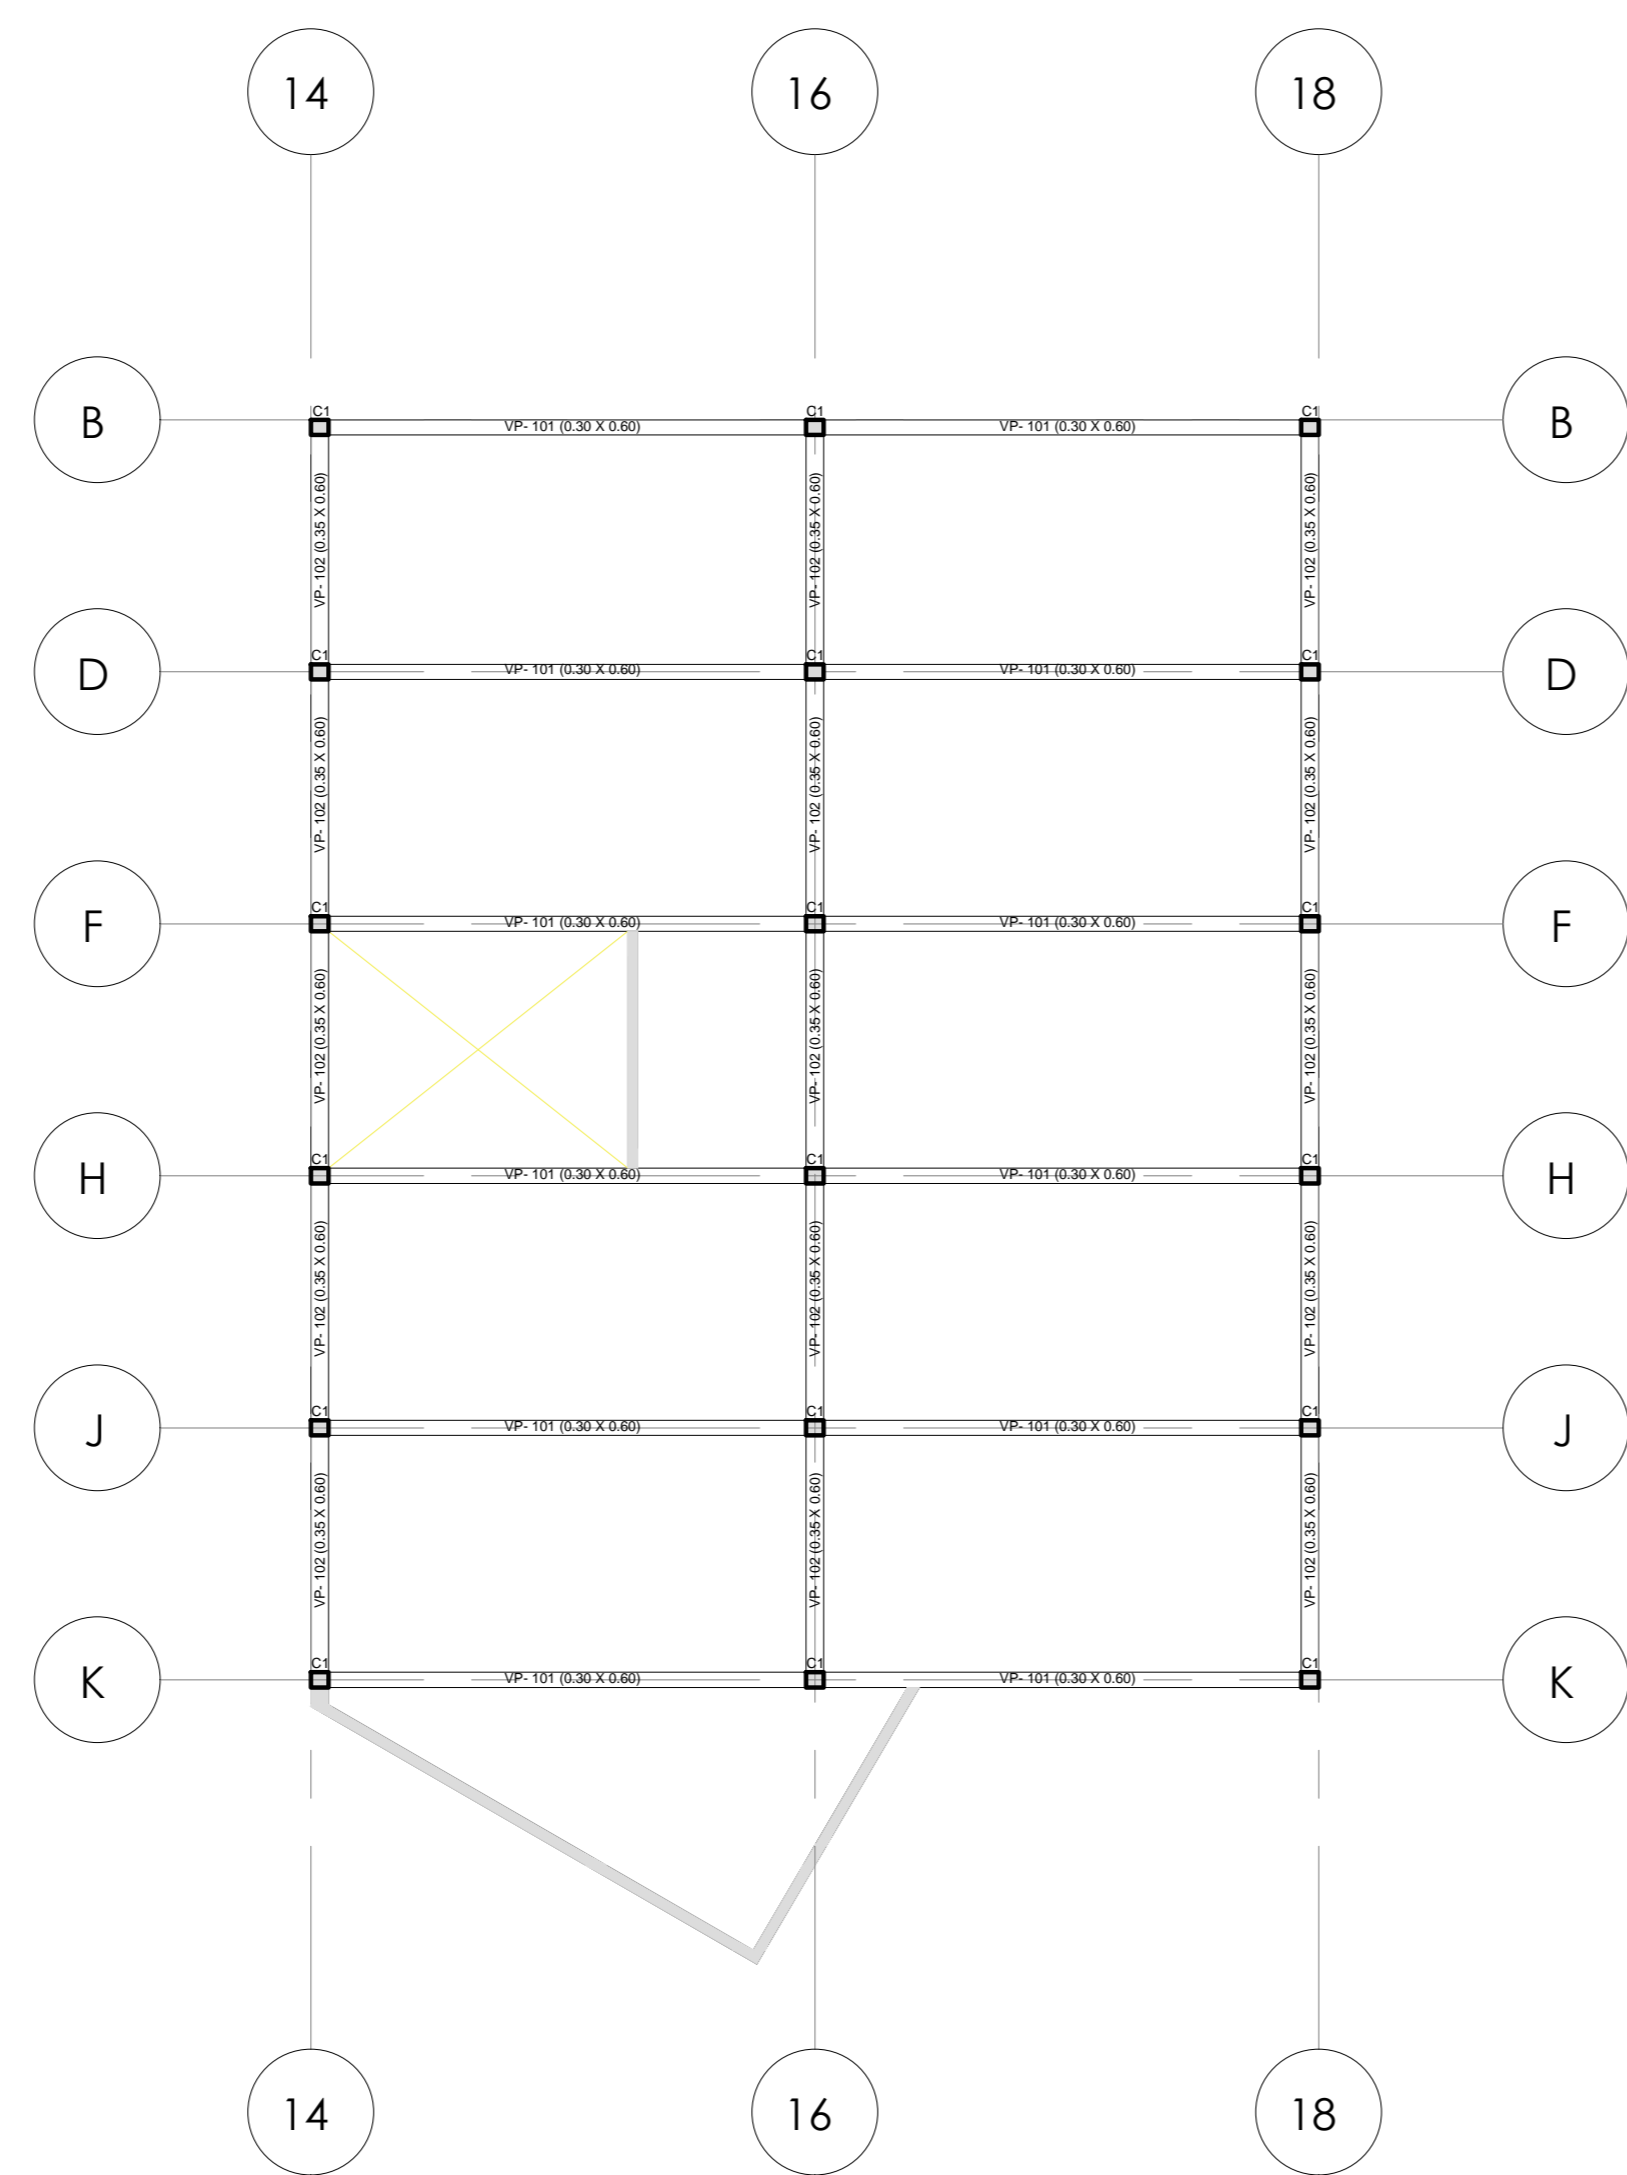 14 16 18
C1 C1 C1
B VP- 101 (0.30 X 0.60) VP- 101 (0.30 X 0.60) B
VP- 102 (0.35 X 0.60) VP- 102 (0.35 X 0.60) VP- 102 (0.35 X 0.60)
C1 C1 C1
D VP- 101 (0.30 X 0.60) VP- 101 (0.30 X 0.60) D
VP- 102 (0.35 X 0.60) VP- 102 (0.35 X 0.60) VP- 102 (0.35 X 0.60)
C1 C1 C1
F VP- 101 (0.30 X 0.60) VP- 101 (0.30 X 0.60) F
VP- 102 (0.35 X 0.60) VP- 102 (0.35 X 0.60) VP- 102 (0.35 X 0.60)
C1 C1 C1
H VP- 101 (0.30 X 0.60) VP- 101 (0.30 X 0.60) H
VP- 102 (0.35 X 0.60) VP- 102 (0.35 X 0.60) VP- 102 (0.35 X 0.60)
C1 C1 C1
J VP- 101 (0.30 X 0.60) VP- 101 (0.30 X 0.60) J
VP- 102 (0.35 X 0.60) VP- 102 (0.35 X 0.60) VP- 102 (0.35 X 0.60)
C1 C1 C1
K VP- 101 (0.30 X 0.60) VP- 101 (0.30 X 0.60) K
14 16 18